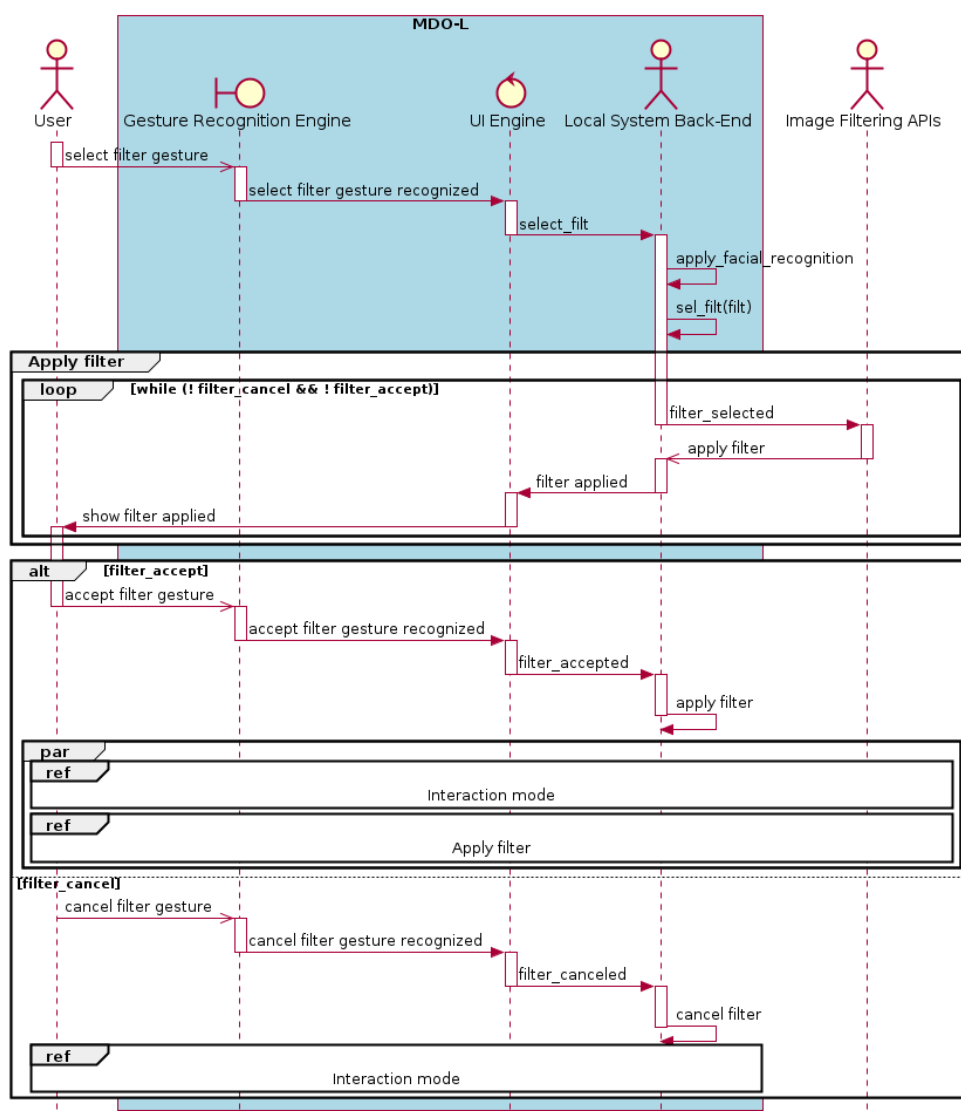 MDO-L
User
Gesture Recognition Engine
UI Engine
Local System Back-End
Image Filtering APIs
select filter gesture
select filter gesture recognized
select_filt
apply_facial_recognition
sel_filt(filt)
Apply filter
loop [while (! filter_cancel && ! filter_accept)]
filter_selected
apply filter
filter applied
show filter applied
alt [filter_accept]
accept filter gesture
accept filter gesture recognized
filter_accepted
apply filter
par
ref
Interaction mode
ref
Apply filter
[filter_cancel]
cancel filter gesture
cancel filter gesture recognized
filter_canceled
cancel filter
ref
Interaction mode